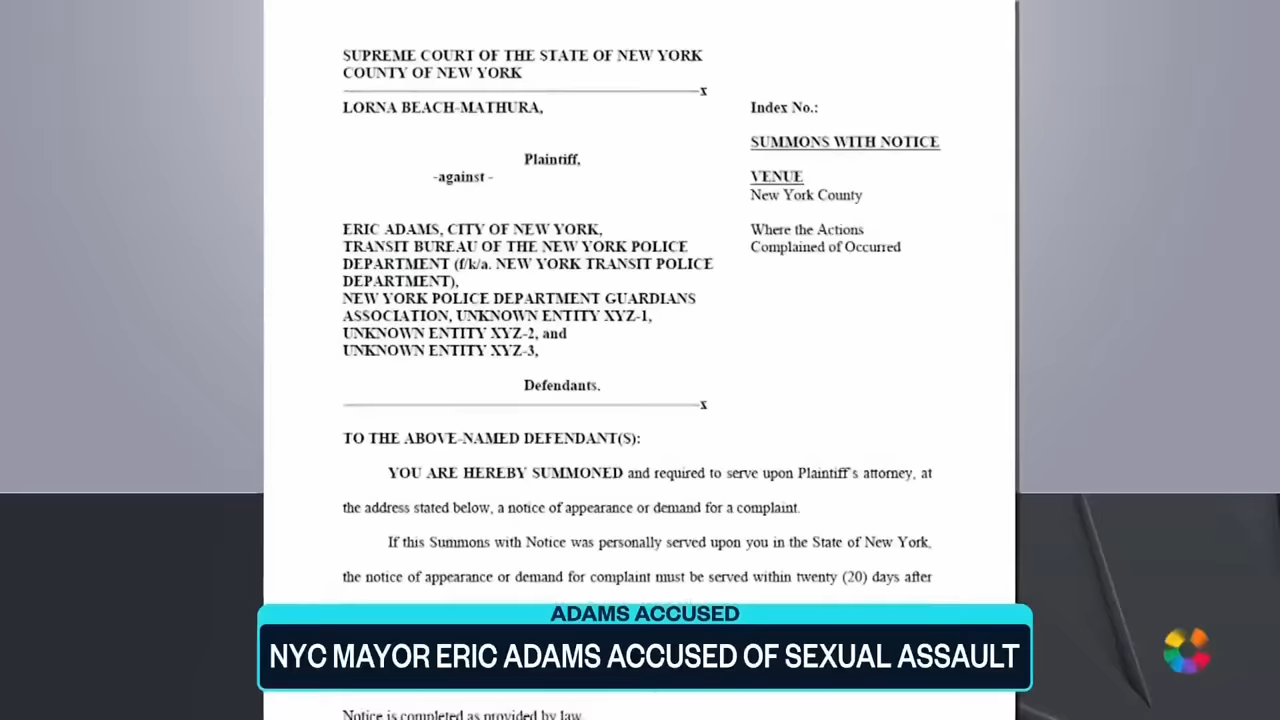 SUPREME COURT OF THE STATE OF NEW YORK
COUNTY OF NEW YORK
x
LORNA BEACH-MATHURA,
Plaintiff,
-against -
ERIC ADAMS, CITY OF NEW YORK,
TRANSIT BUREAU OF THE NEW YORK POLICE
DEPARTMENT (f/k/a. NEW YORK TRANSIT POLICE
DEPARTMENT),
NEW YORK POLICE DEPARTMENT GUARDIANS
ASSOCIATION, UNKNOWN ENTITY XYZ-1,
UNKNOWN ENTITY XYZ-2, and
UNKNOWN ENTITY XYZ-3,
Defendants.
x
Index No.:
SUMMONS WITH NOTICE
VENUE
New York County
Where the Actions
Complained of Occurred
TO THE ABOVE-NAMED DEFENDANT(S):
YOU ARE HEREBY SUMMONED and required to serve upon Plaintiff's attorney, at
the address stated below, a notice of appearance or demand for a complaint.
If this Summons with Notice was personally served upon you in the State of New York,
the notice of appearance or demand for complaint must be served within twenty (20) days after
ADAMS ACCUSED
NYC MAYOR ERIC ADAMS ACCUSED OF SEXUAL ASSAULT
Notice is completed as provided by law.